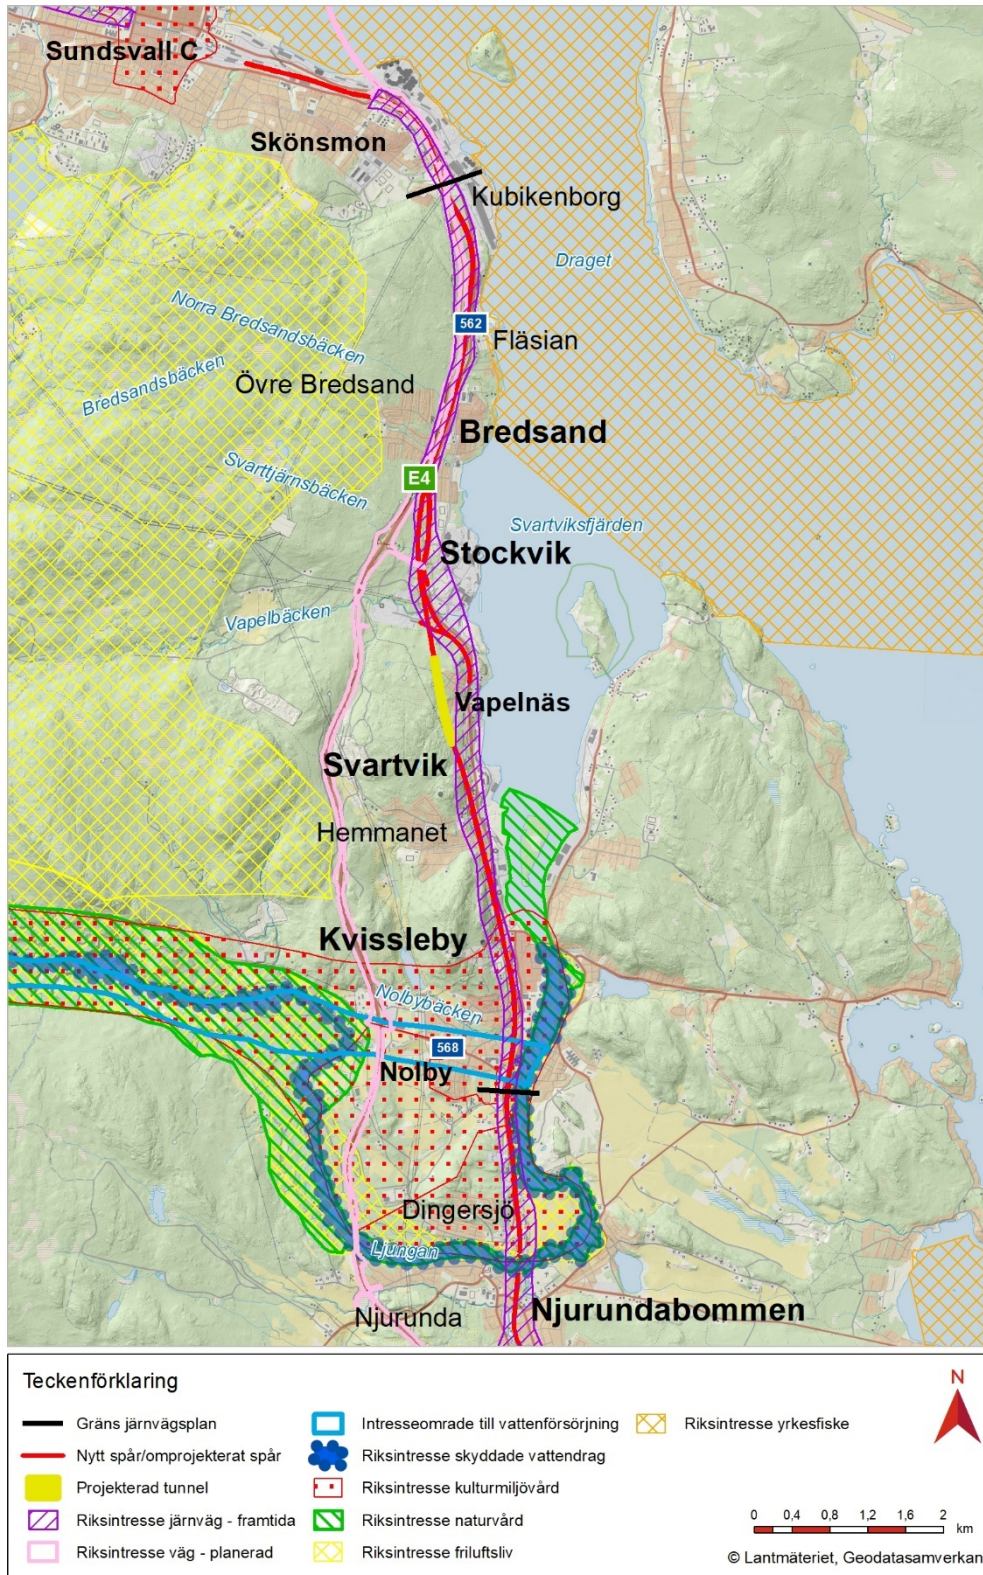 Sundsvall C
Skönsmon
Kubikenborg
Draget
Norra Bredsandsbäcken
562
Fläsian
Bredsandsbäcken
Övre Bredsand
Bredsand
Svarttjärnsbäcken
E4
Svartviksfjärden
Stockvik
Vapelbäcken
Vapelnäs
Svartvik
Hemmanet
Kvissleby
Nolbybäcken
568
Nolby
Dingersjö
Ljungan
Njurunda
Njurundabommen
Teckenförklaring
Gräns järnvägsplan
Nytt spår/omprojekterat spår
Projekterad tunnel
Riksintresse järnväg - framtida
Riksintresse väg - planerad
Intresseomrade till vattenförsörjning
Riksintresse skyddade vattendrag
Riksintresse kulturmiljövård
Riksintresse naturvård
Riksintresse friluftsliv
Riksintresse yrkesfiske
N
0 0,4 0,8 1,2 1,6 2
km
© Lantmäteriet, Geodatasamverkan